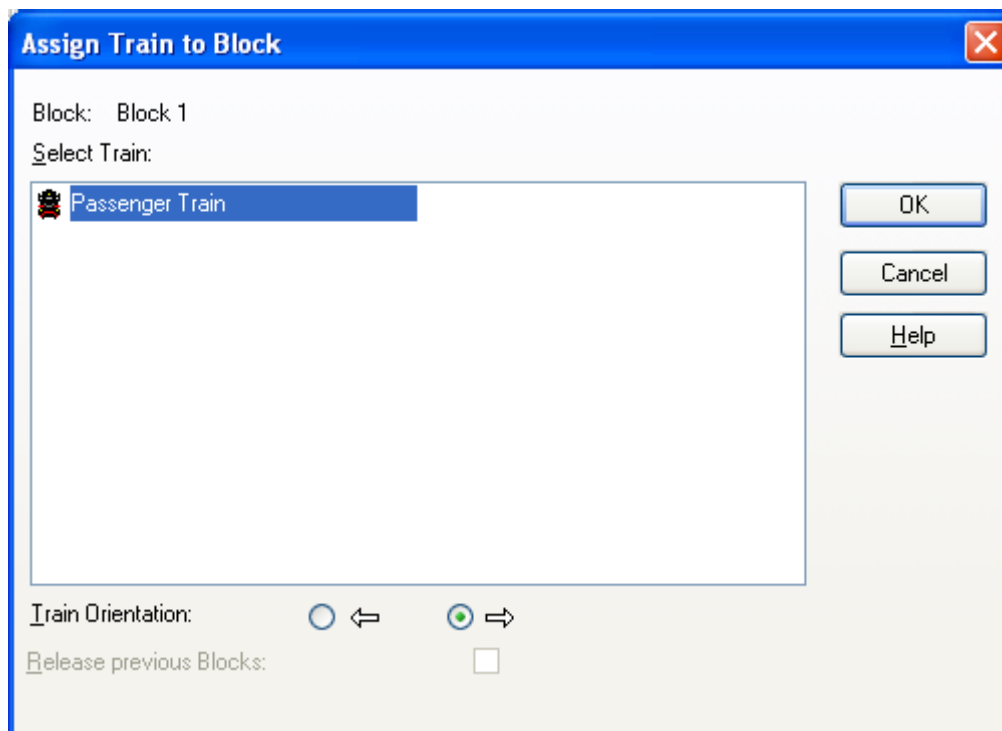 Assign Train to Block
Block: Block 1
Select Train:
Passenger Train
OK
Cancel
Help
Train Orientation:
Release previous Blocks: